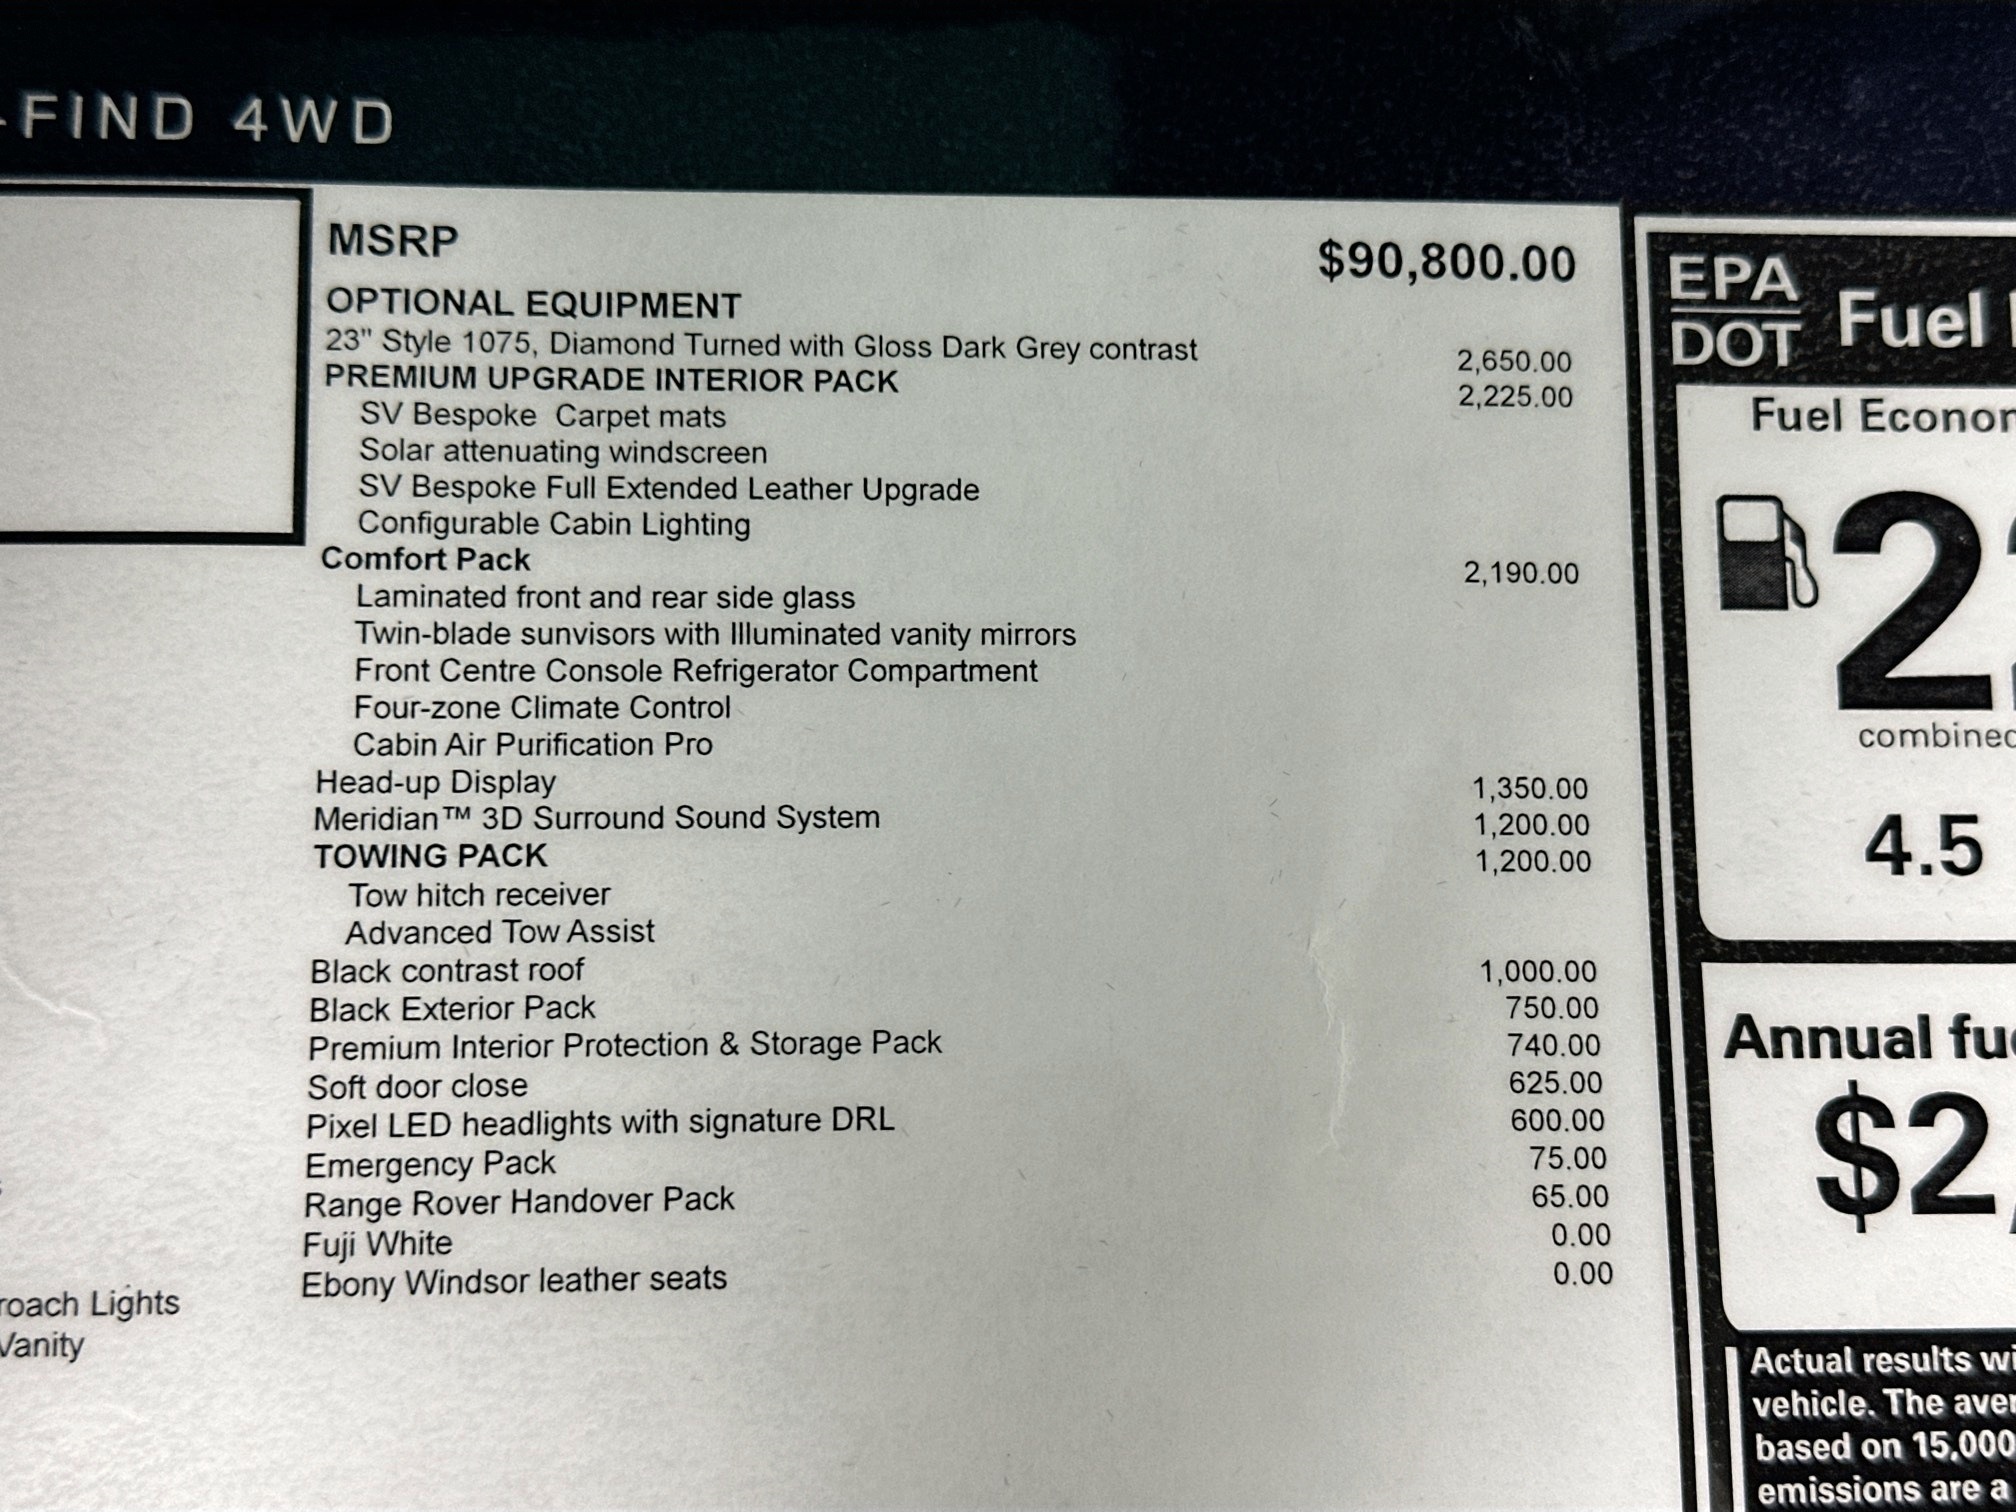 -FIND 4WD
MSRP $90,800.00
OPTIONAL EQUIPMENT
23" Style 1075, Diamond Turned with Gloss Dark Grey contrast 2,650.00
PREMIUM UPGRADE INTERIOR PACK 2,225.00
SV Bespoke Carpet mats
Solar attenuating windscreen
SV Bespoke Full Extended Leather Upgrade
Configurable Cabin Lighting
Comfort Pack 2,190.00
Laminated front and rear side glass
Twin-blade sunvisors with Illuminated vanity mirrors
Front Centre Console Refrigerator Compartment
Four-zone Climate Control
Cabin Air Purification Pro
Head-up Display 1,350.00
Meridian™ 3D Surround Sound System 1,200.00
TOWING PACK 1,200.00
Tow hitch receiver
Advanced Tow Assist
Black contrast roof 1,000.00
Black Exterior Pack 750.00
Premium Interior Protection & Storage Pack 740.00
Soft door close 625.00
Pixel LED headlights with signature DRL 600.00
Emergency Pack 75.00
Range Rover Handover Pack 65.00
Fuji White 0.00
Ebony Windsor leather seats 0.00
roach Lights
Vanity
EPA
DOT
Fuel
Fuel Econom
2
combined
4.5
Annual fue
$2,
Actual results wi
vehicle. The aver
based on 15,000
emissions are a